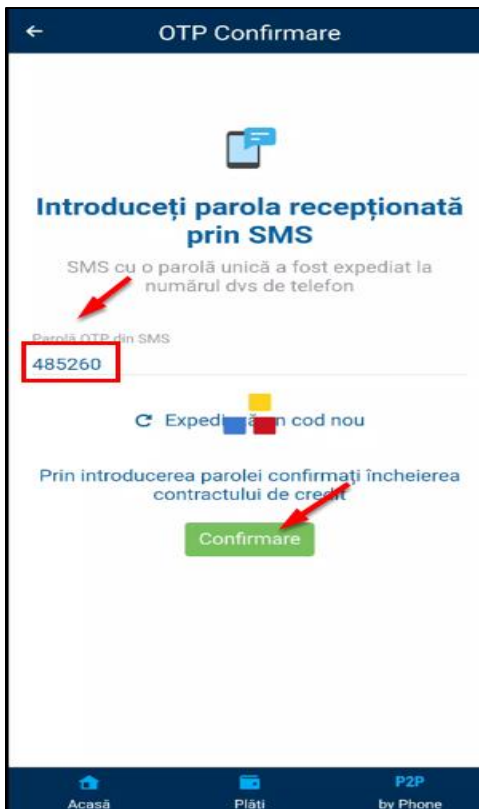 OTP Confirmare
Introduceți parola recepționată
prin SMS
SMS cu o parolă unică a fost expediat la
numărul dvs de telefon
Parolă OTP din SMS
485260
cod nou
Prin introducerea parolei confirmați încheierea
contractului de credit
Confirmare
Acasă
Plăti
P2P
by Phone